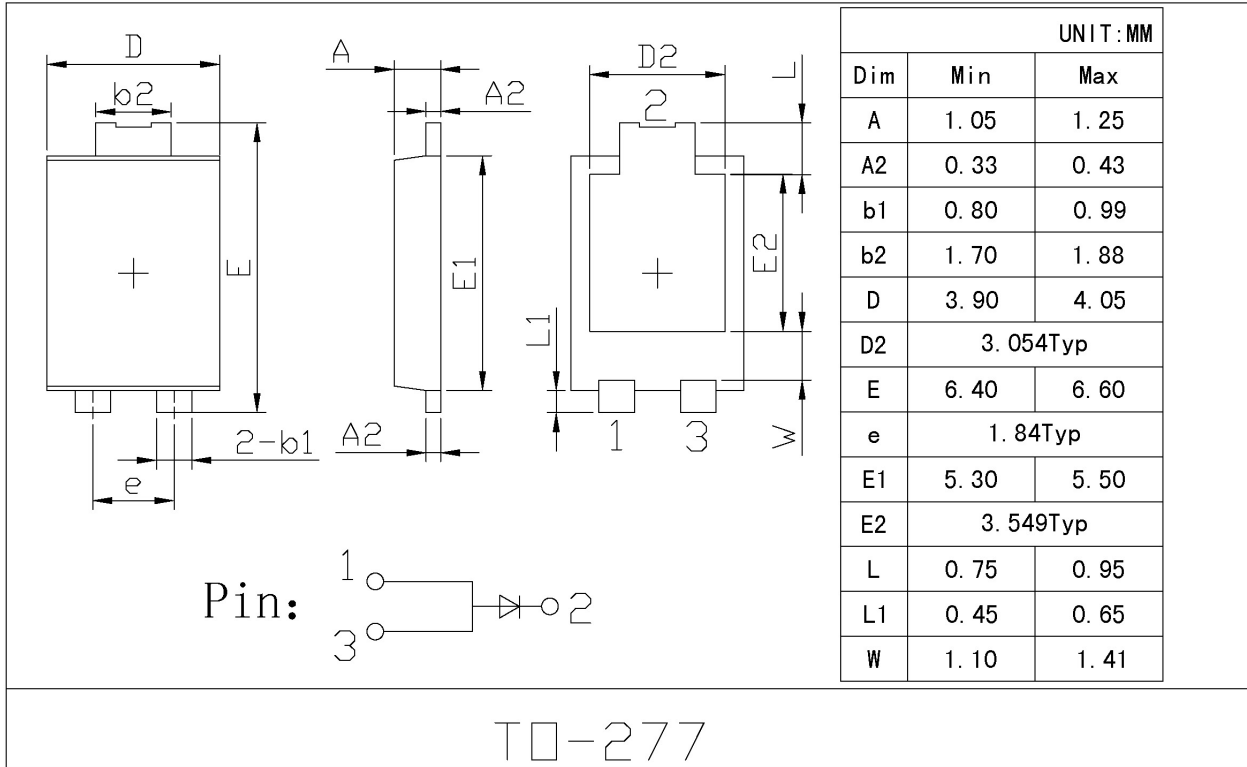 D
b2
E
2-b1
e
A
A2
E1
A2
D2
L
2
E2
L1
W
1
3
Pin:
1
3
2
UNIT:MM
Dim Min Max
A 1.05 1.25
A2 0.33 0.43
b1 0.80 0.99
b2 1.70 1.88
D 3.90 4.05
D2 3.054Typ
E 6.40 6.60
e 1.84Typ
E1 5.30 5.50
E2 3.549Typ
L 0.75 0.95
L1 0.45 0.65
W 1.10 1.41
TO-277